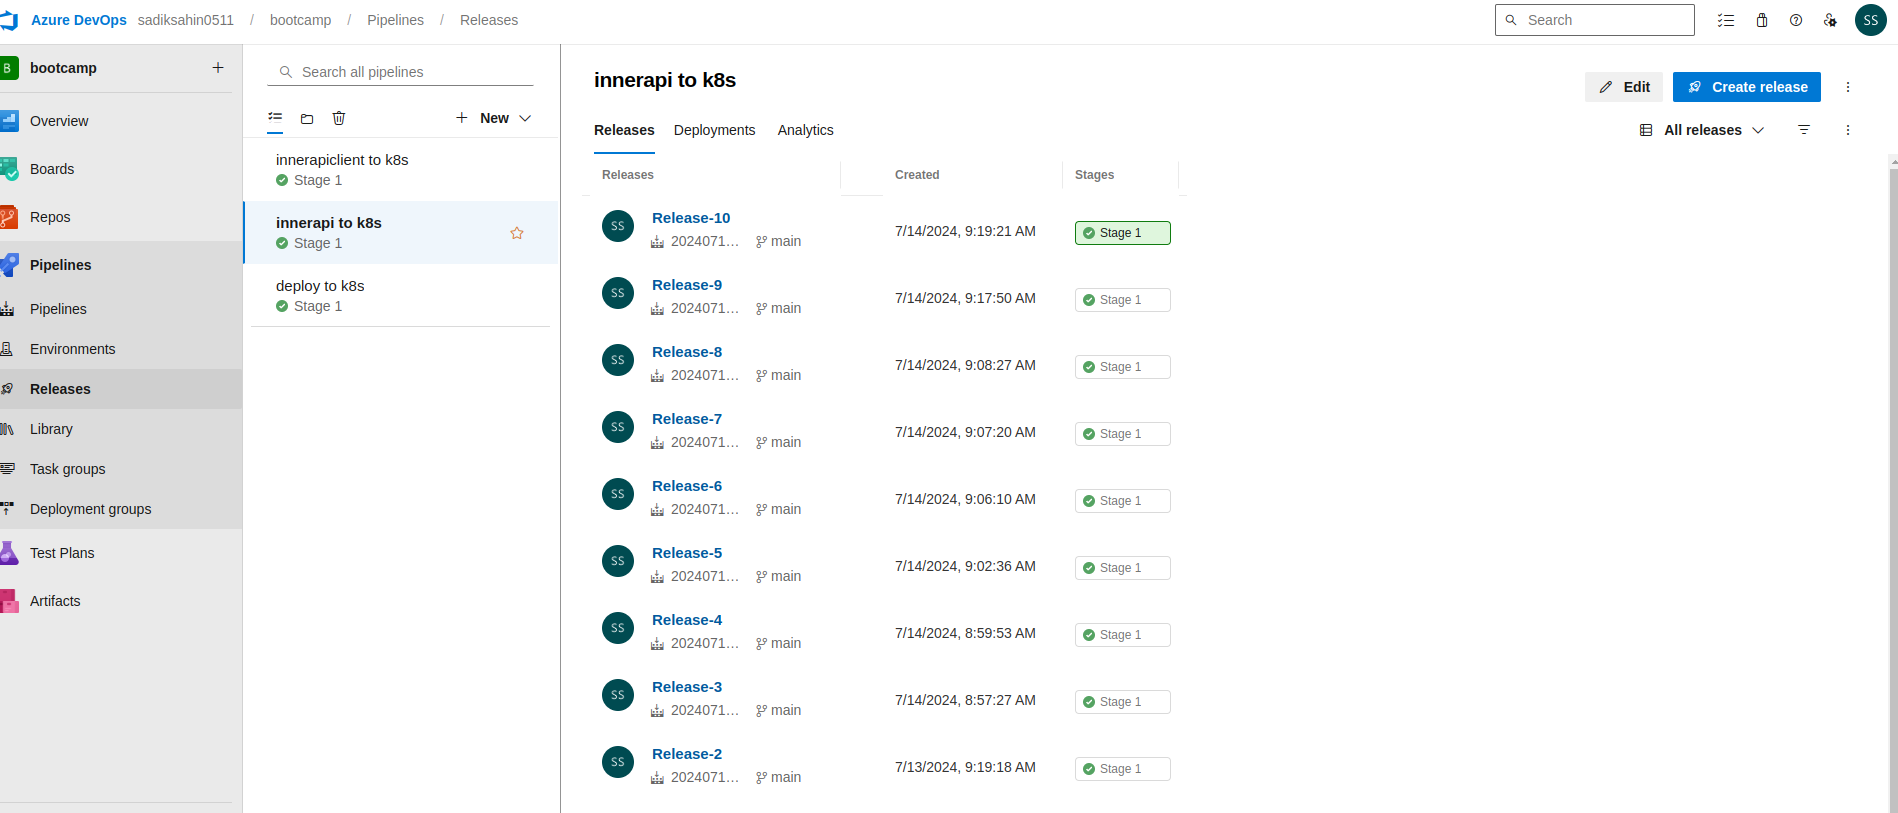 Azure DevOps sadiksahin0511 / bootcamp / Pipelines / Releases
Search
SS
B bootcamp
Overview
Boards
Repos
Pipelines
Pipelines
Environments
Releases
Library
Task groups
Deployment groups
Test Plans
Artifacts
Search all pipelines
New
innerapiclient to k8s
Stage 1
innerapi to k8s
Stage 1
deploy to k8s
Stage 1
innerapi to k8s
Edit Create release
Releases Deployments Analytics
All releases
Releases Created Stages
SS Release-10
2024071... main 7/14/2024, 9:19:21 AM Stage 1
SS Release-9
2024071... main 7/14/2024, 9:17:50 AM Stage 1
SS Release-8
2024071... main 7/14/2024, 9:08:27 AM Stage 1
SS Release-7
2024071... main 7/14/2024, 9:07:20 AM Stage 1
SS Release-6
2024071... main 7/14/2024, 9:06:10 AM Stage 1
SS Release-5
2024071... main 7/14/2024, 9:02:36 AM Stage 1
SS Release-4
2024071... main 7/14/2024, 8:59:53 AM Stage 1
SS Release-3
2024071... main 7/14/2024, 8:57:27 AM Stage 1
SS Release-2
2024071... main 7/13/2024, 9:19:18 AM Stage 1